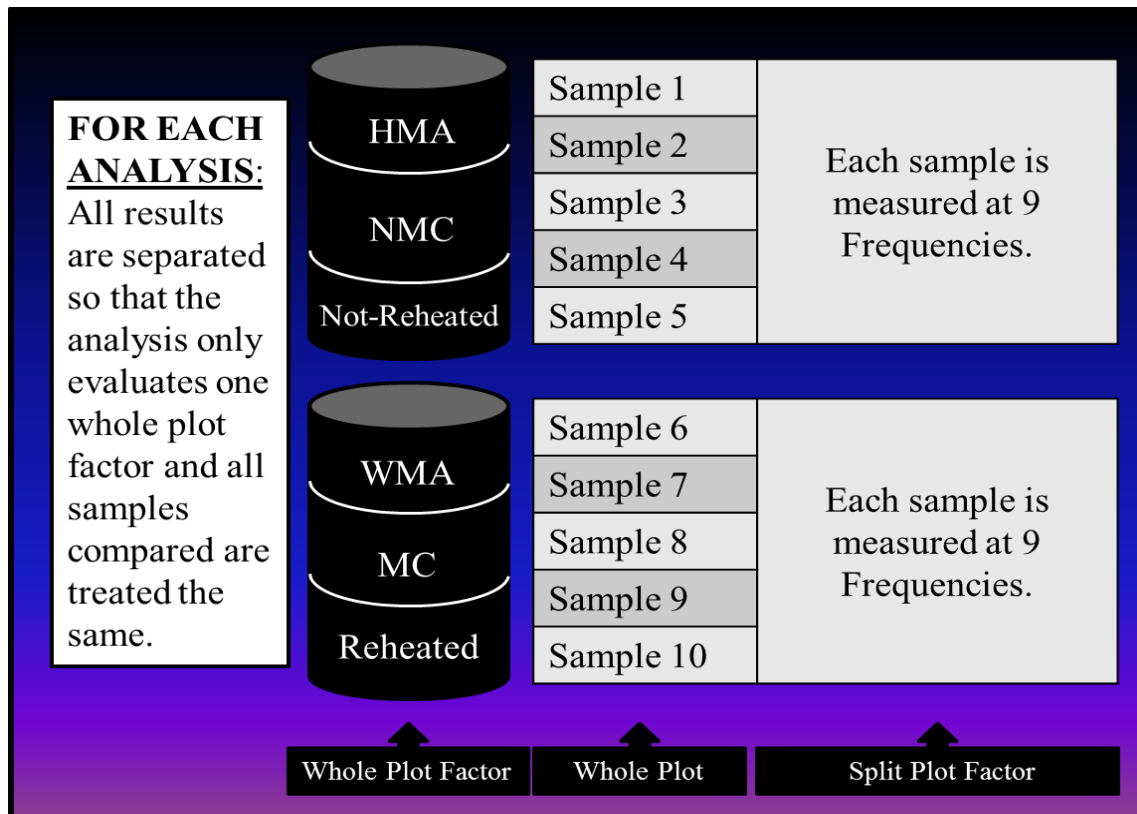 FOR EACH
ANALYSIS:
All results
are separated
so that the
analysis only
evaluates one
whole plot
factor and all
samples
compared are
treated the
same.
HMA
NMC
Not-Reheated
Sample 1
Sample 2
Sample 3
Sample 4
Sample 5
Each sample is
measured at 9
Frequencies.
WMA
MC
Reheated
Sample 6
Sample 7
Sample 8
Sample 9
Sample 10
Each sample is
measured at 9
Frequencies.
Whole Plot Factor
Whole Plot
Split Plot Factor